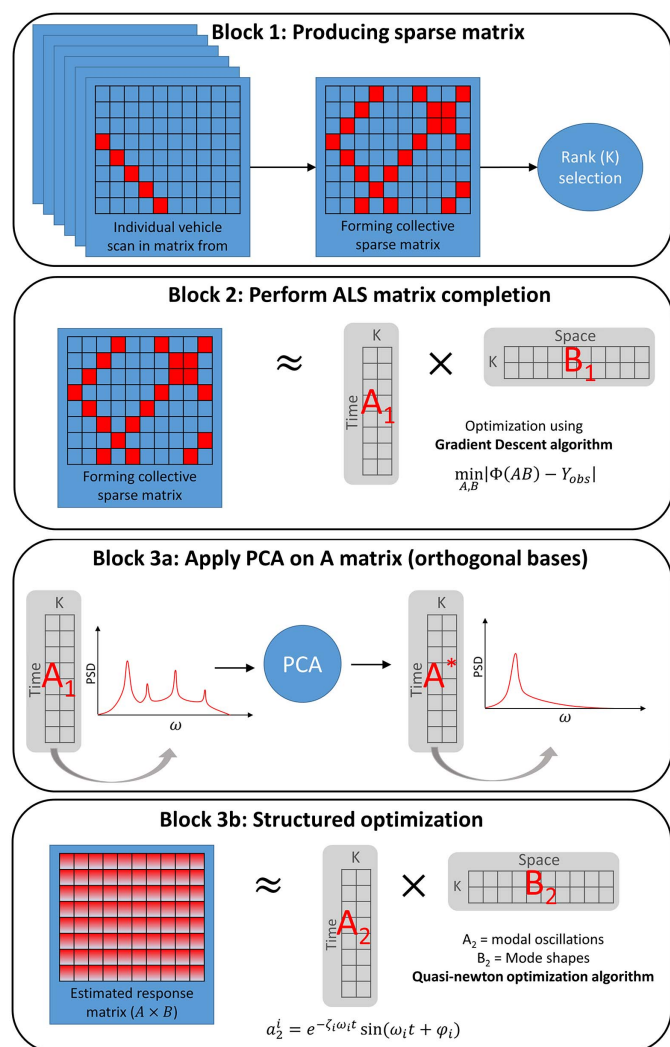 Block 1: Producing sparse matrix
Individual vehicle
scan in matrix from
Forming collective
sparse matrix
Rank (K)
selection
Block 2: Perform ALS matrix completion
Forming collective
sparse matrix
≈
K
Time
A₁
×
Space
K
B₁
Optimization using
Gradient Descent algorithm
min|Φ(AB) − Yₒbₛ|
A,B
Block 3a: Apply PCA on A matrix (orthogonal bases)
K
Time
A₁
PSD
ω
PCA
K
Time
A*
PSD
ω
Block 3b: Structured optimization
Estimated response
matrix (A × B)
≈
K
Time
A₂
×
Space
K
B₂
A₂ = modal oscillations
B₂ = Mode shapes
Quasi-newton optimization algorithm
a₂ⁱ = e^{−ζᵢωᵢt} sin(ωᵢt + φᵢ)